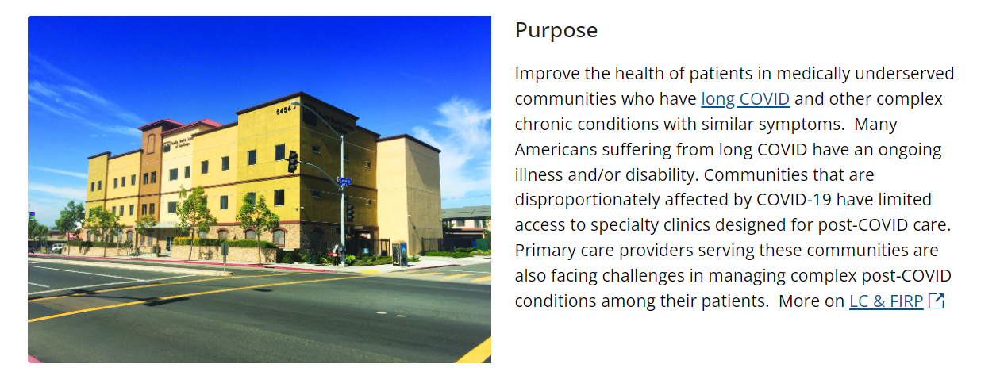 Purpose
Improve the health of patients in medically underserved
communities who have long COVID and other complex
chronic conditions with similar symptoms.  Many
Americans suffering from long COVID have an ongoing
illness and/or disability. Communities that are
disproportionately affected by COVID-19 have limited
access to specialty clinics designed for post-COVID care.
Primary care providers serving these communities are
also facing challenges in managing complex post-COVID
conditions among their patients.  More on LC & FIRP
5454
of San Diego